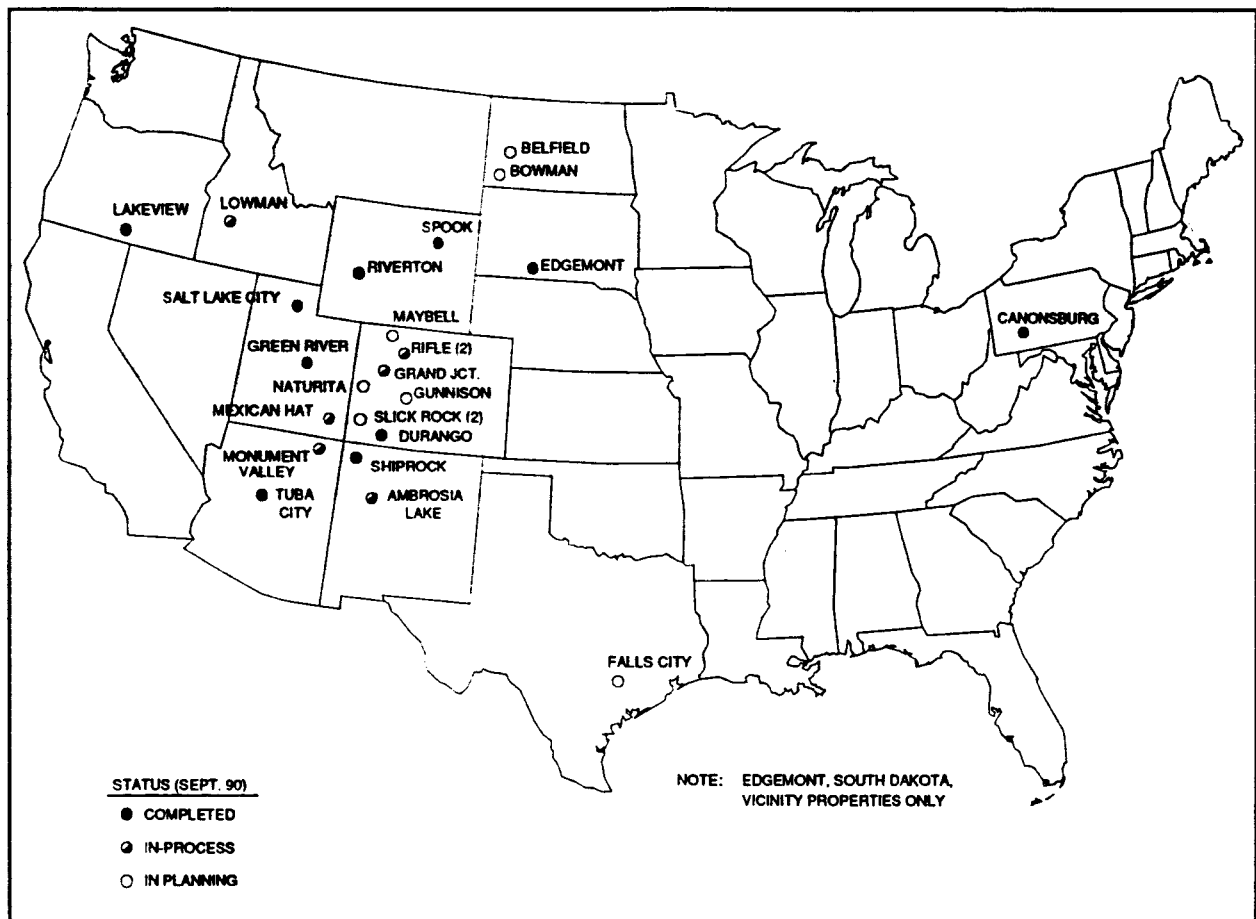 BELFIELD
BOWMAN
LAKEVIEW
LOWMAN
SPOOK
RIVERTON
EDGEMONT
SALT LAKE CITY
MAYBELL
CANONSBURG
GREEN RIVER
RIFLE (2)
GRAND JCT.
NATURITA
GUNNISON
MEXICAN HAT
SLICK ROCK (2)
DURANGO
MONUMENT
VALLEY
SHIPROCK
TUBA
CITY
AMBROSIA
LAKE
FALLS CITY
STATUS (SEPT. 90)
COMPLETED
IN-PROCESS
IN PLANNING
NOTE: EDGEMONT, SOUTH DAKOTA,
VICINITY PROPERTIES ONLY